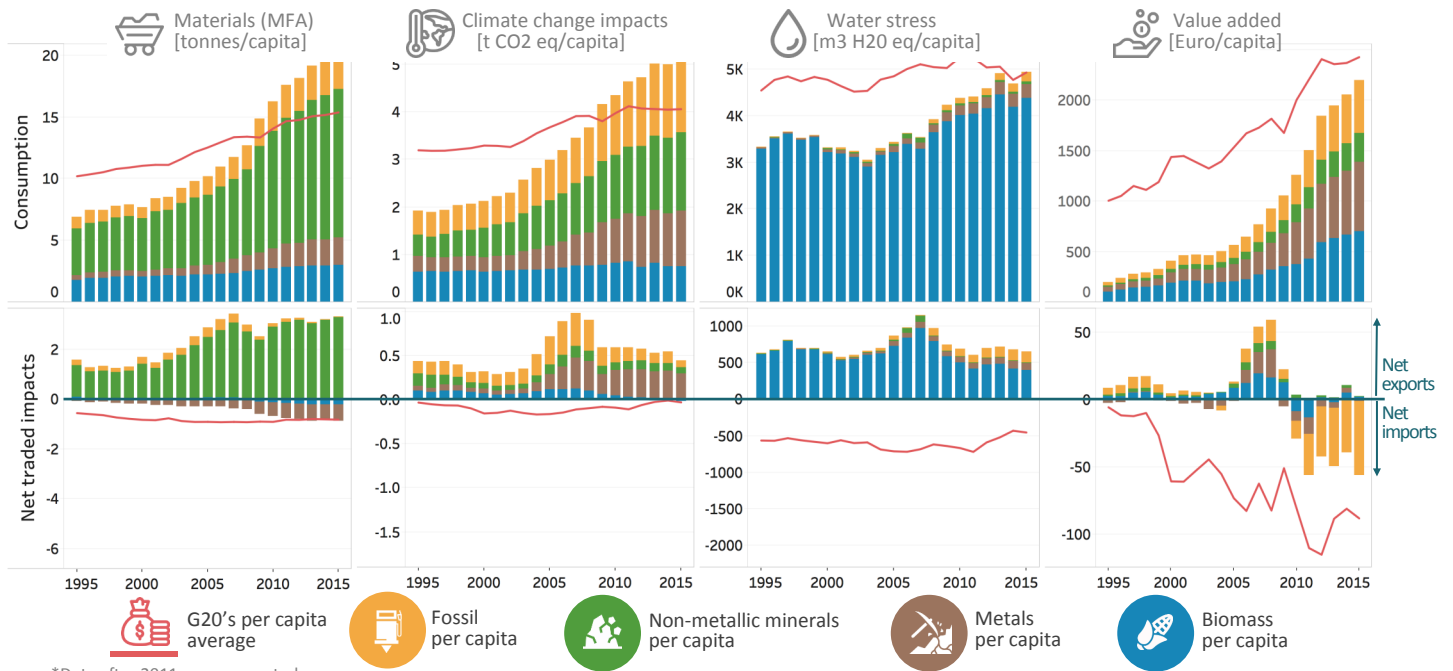 Materials (MFA)
[tonnes/capita]
Climate change impacts
[t CO2 eq/capita]
Water stress
[m3 H20 eq/capita]
Value added
[Euro/capita]
Consumption
20
15
10
5
0
5
4
3
2
1
0
5K
4K
3K
2K
1K
0K
2000
1500
1000
500
0
Net traded impacts
2
0
-2
-4
-6
1.0
0.5
0.0
-0.5
-1.0
-1.5
1000
500
0
-500
-1000
-1500
-2000
50
0
-50
-100
Net
exports
Net
imports
1995 2000 2005 2010 2015
1995 2000 2005 2010 2015
1995 2000 2005 2010 2015
1995 2000 2005 2010 2015
G20's per capita
average
Fossil
per capita
Non-metallic minerals
per capita
Metals
per capita
Biomass
per capita